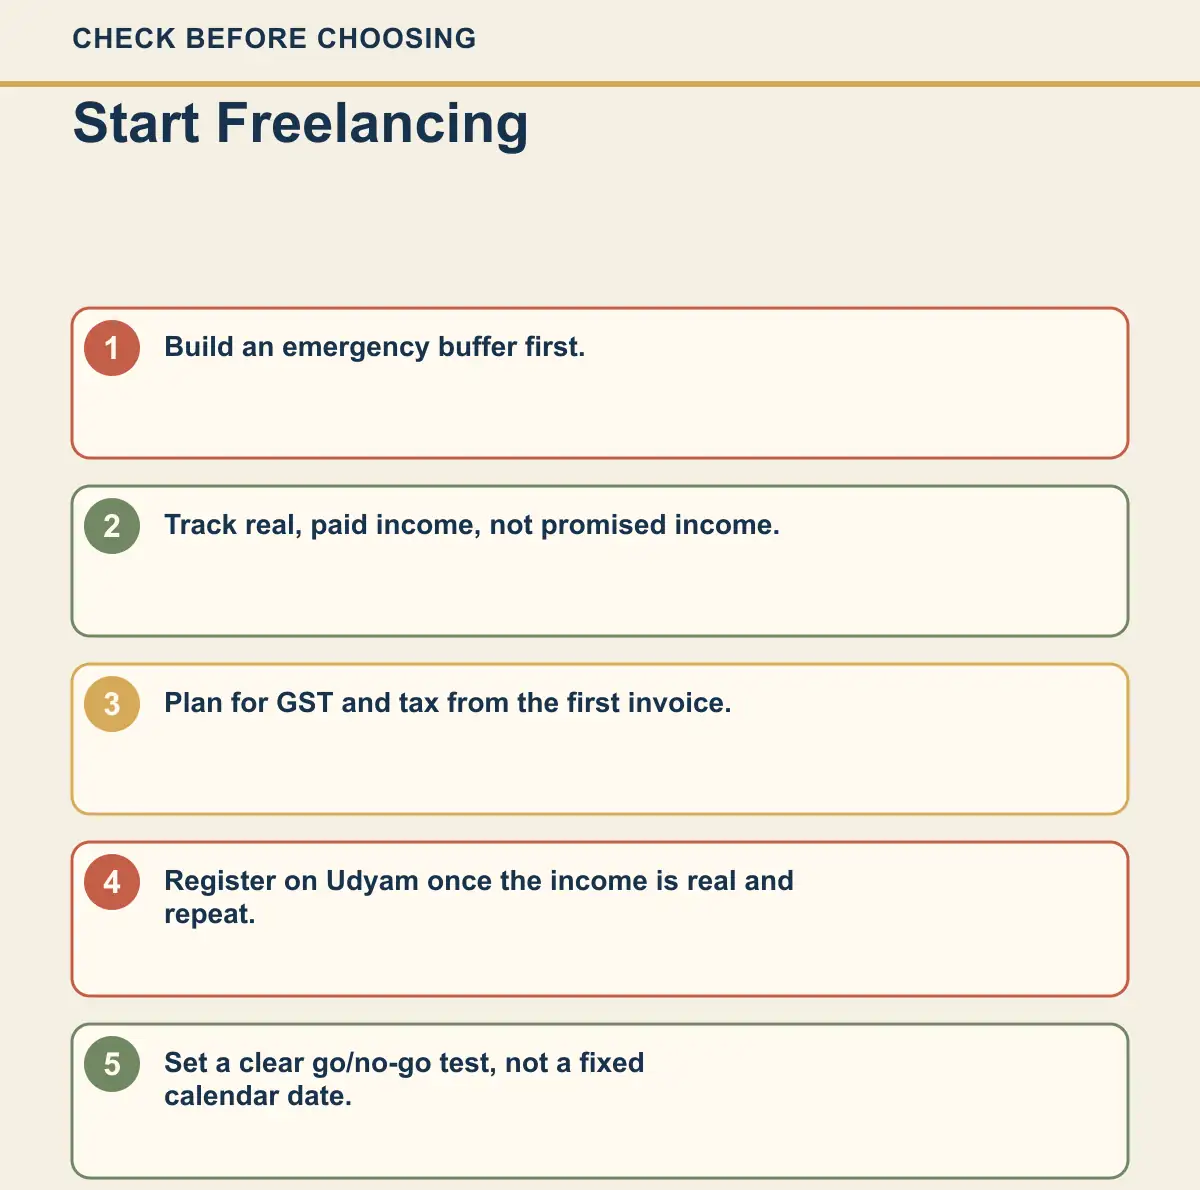 CHECK BEFORE CHOOSING
Start Freelancing
1
Build an emergency buffer first.
2
Track real, paid income, not promised income.
3
Plan for GST and tax from the first invoice.
4
Register on Udyam once the income is real and
repeat.
5
Set a clear go/no-go test, not a fixed
calendar date.